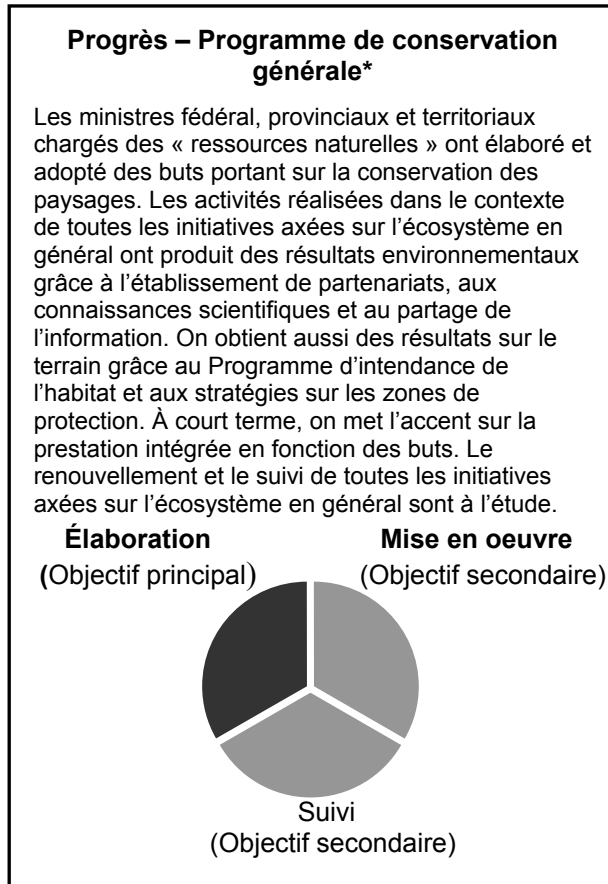 Progrès – Programme de conservation
générale*
Les ministres fédéral, provinciaux et territoriaux
chargés des « ressources naturelles » ont élaboré et
adopté des buts portant sur la conservation des
paysages. Les activités réalisées dans le contexte
de toutes les initiatives axées sur l’écosystème en
général ont produit des résultats environnementaux
grâce à l’établissement de partenariats, aux
connaissances scientifiques et au partage de
l’information. On obtient aussi des résultats sur le
terrain grâce au Programme d’intendance de
l’habitat et aux stratégies sur les zones de
protection. À court terme, on met l’accent sur la
prestation intégrée en fonction des buts. Le
renouvellement et le suivi de toutes les initiatives
axées sur l’écosystème en général sont à l’étude.
Élaboration
(Objectif principal)
Mise en oeuvre
(Objectif secondaire)
Suivi
(Objectif secondaire)